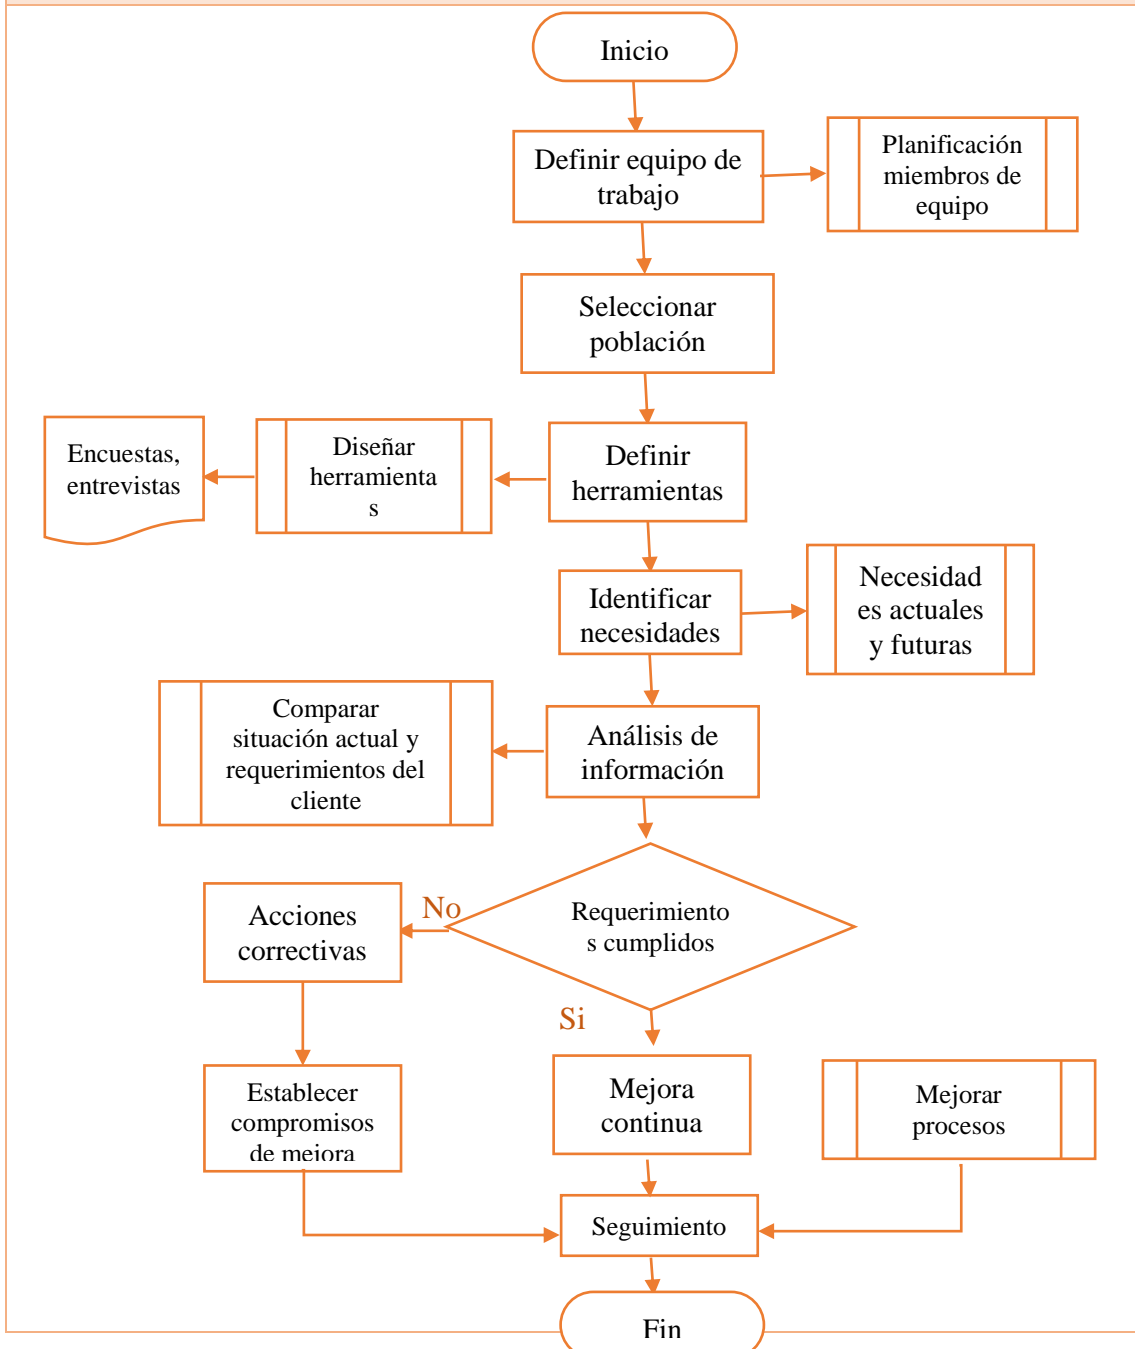 Inicio
Definir equipo de
trabajo
Planificación
miembros de
equipo
Seleccionar
población
Encuestas,
entrevistas
Diseñar
herramienta
s
Definir
herramientas
Identificar
necesidades
Necesidad
es actuales
y futuras
Comparar
situación actual y
requerimientos del
cliente
Análisis de
información
Requerimiento
s cumplidos
No
Acciones
correctivas
Si
Establecer
compromisos
de mejora
Mejora
continua
Mejorar
procesos
Seguimiento
Fin